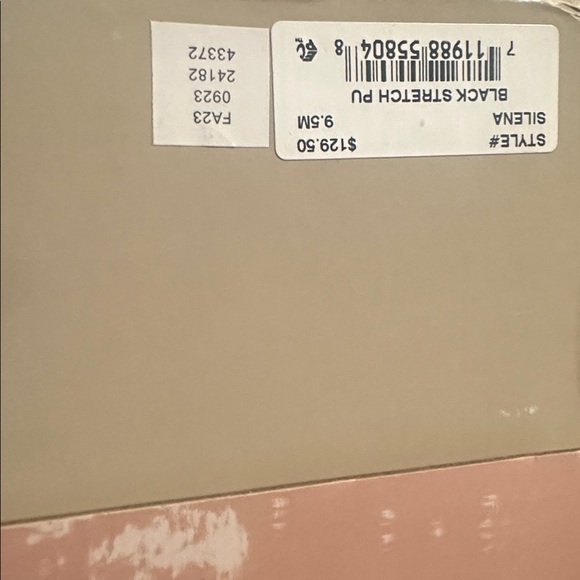 STYLE# $129.50
SILENA 9.5M
BLACK STRETCH PU
7 11988 55804 8
FA23
0923
24182
43372